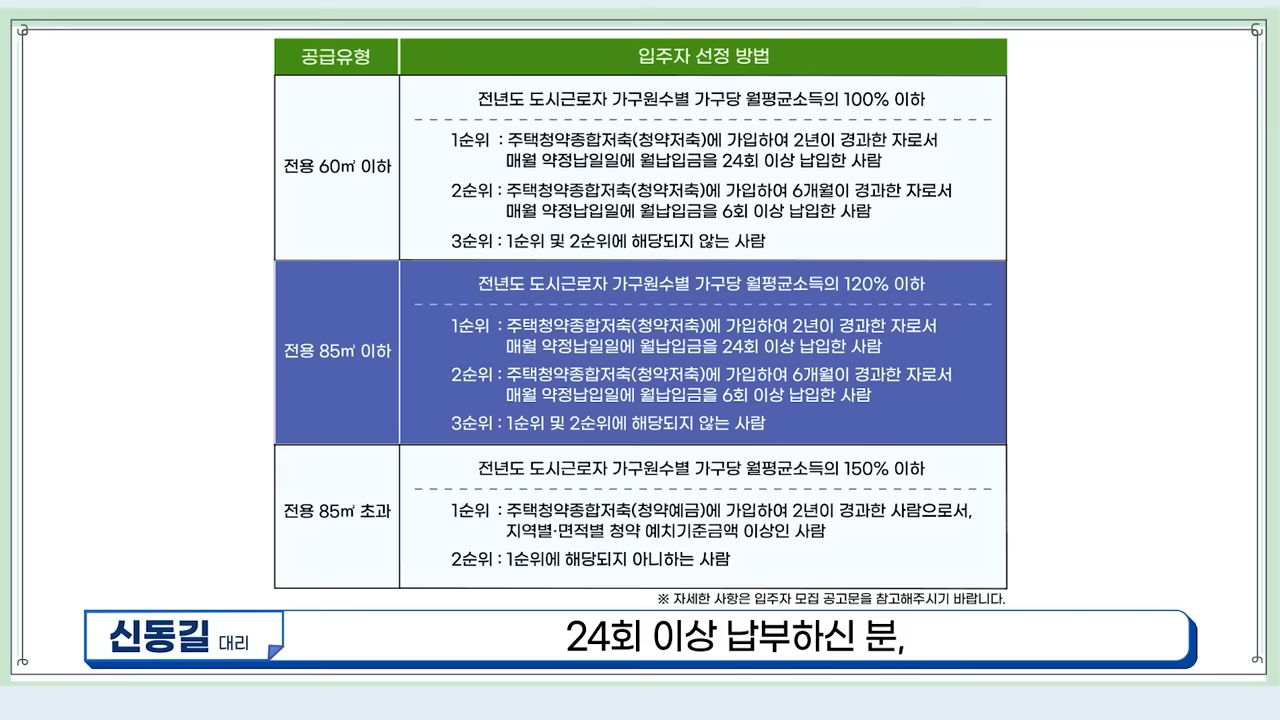 공급유형
입주자 선정 방법
전용 60㎡ 이하
전년도 도시근로자 가구원수별 가구당 월평균소득의 100% 이하
1순위 : 주택청약종합저축(청약저축)에 가입하여 2년이 경과한 자로서
매월 약정납일일에 월납입금을 24회 이상 납입한 사람
2순위 : 주택청약종합저축(청약저축)에 가입하여 6개월이 경과한 자로서
매월 약정납입일에 월납입금을 6회 이상 납입한 사람
3순위 : 1순위 및 2순위에 해당되지 않는 사람
전용 85㎡ 이하
전년도 도시근로자 가구원수별 가구당 월평균소득의 120% 이하
1순위 : 주택청약종합저축(청약저축)에 가입하여 2년이 경과한 자로서
매월 약정납일일에 월납입금을 24회 이상 납입한 사람
2순위 : 주택청약종합저축(청약저축)에 가입하여 6개월이 경과한 자로서
매월 약정납입일에 월납입금을 6회 이상 납입한 사람
3순위 : 1순위 및 2순위에 해당되지 않는 사람
전용 85㎡ 초과
전년도 도시근로자 가구원수별 가구당 월평균소득의 150% 이하
1순위 : 주택청약종합저축(청약예금)에 가입하여 2년이 경과한 사람으로서,
지역별·면적별 청약 예치기준금액 이상인 사람
2순위 : 1순위에 해당되지 아니하는 사람
※ 자세한 사항은 입주자 모집 공고문을 참고해주시기 바랍니다.
신동길 대리
24회 이상 납부하신 분,